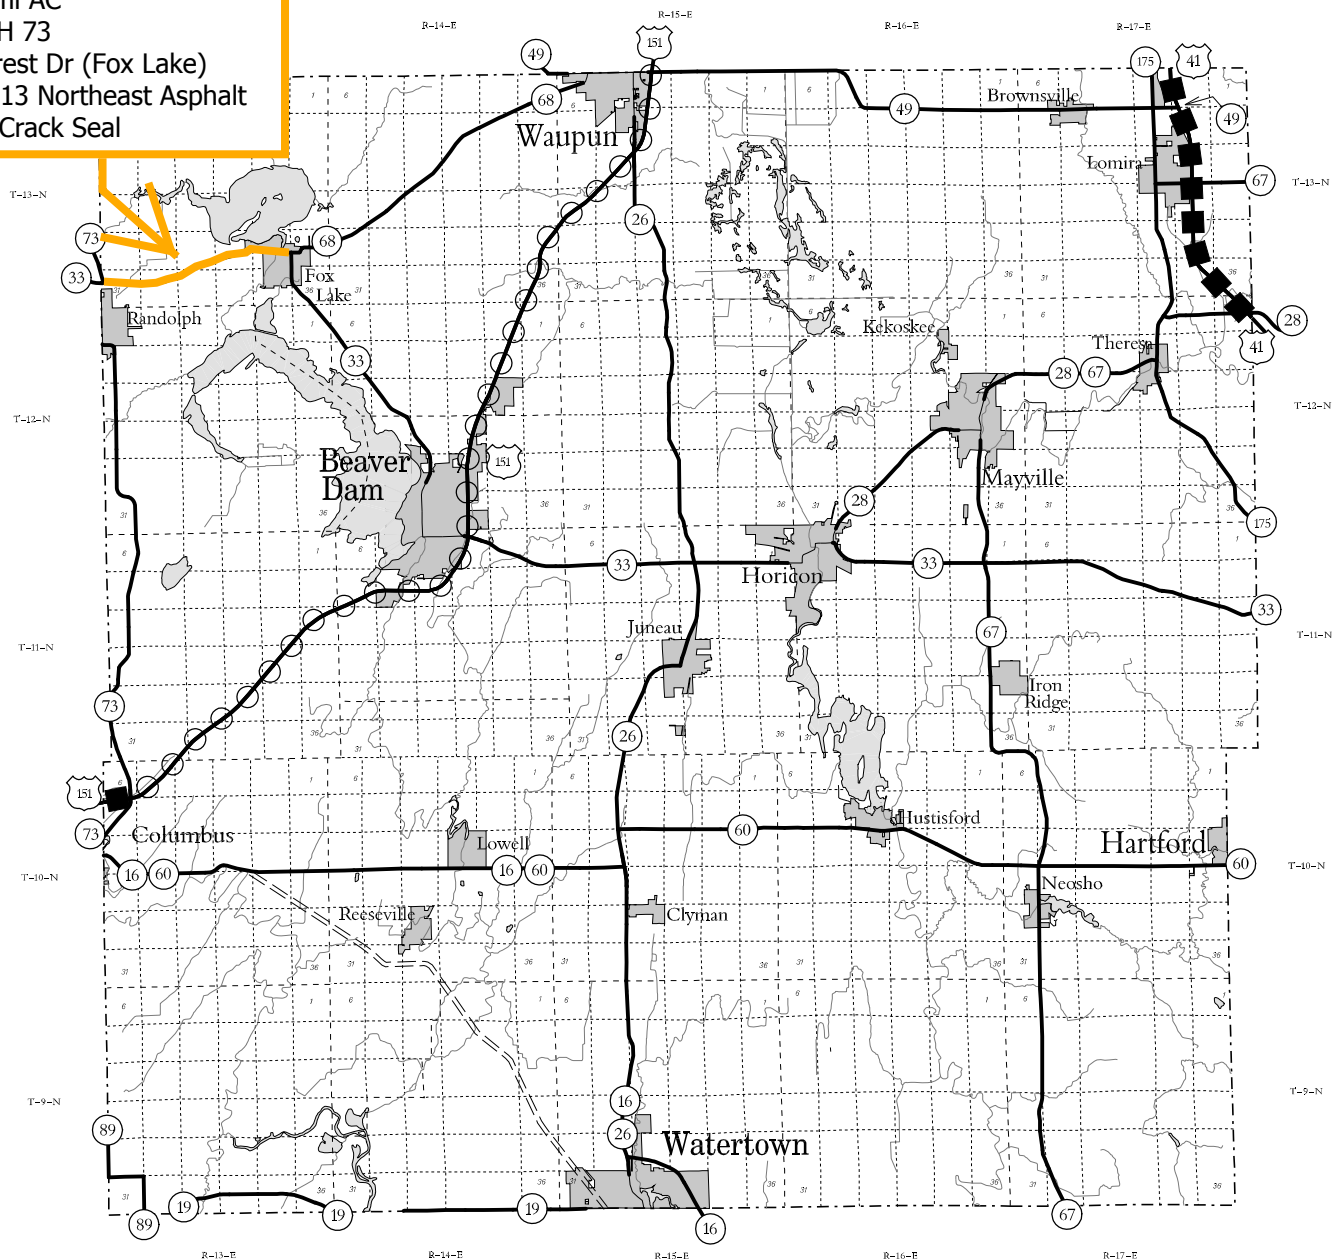 mi AC
H 73
rest Dr (Fox Lake)
13 Northeast Asphalt
Crack Seal
R-14-E
R-15-E
R-16-E
R-17-E
49
151
175
41
68
Waupun
49
Brownsville
49
Lomira
67
T-13-N
T-13-N
73
68
26
33
Fox
Lake
Randolph
28
Kekoskee
Theresa
41
33
28
67
T-12-N
T-12-N
Beaver
Dam
151
Mayville
28
175
33
Horicon
33
33
Juneau
67
T-11-N
T-11-N
Iron
Ridge
73
26
151
73
Columbus
60
Hustisford
Hartford
Lowell
16
60
16
60
60
T-10-N
T-10-N
Neosho
Reeseville
Clyman
T-9-N
T-9-N
16
89
26
Watertown
89
19
19
19
16
67
R-13-E
R-14-E
R-15-E
R-16-E
R-17-E